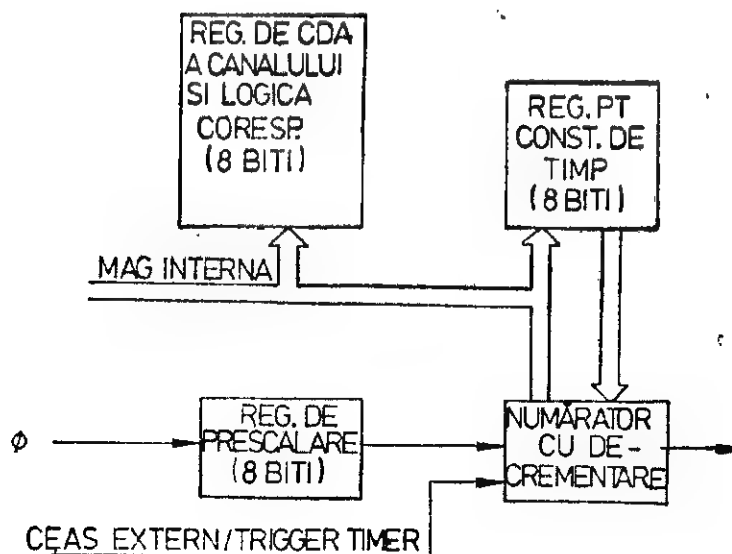 REG. DE CDA
A CANALULUI
SI LOGICA
CORESP.
(8 BITI)
REG. PT
CONST. DE
TIMP
(8 BITI)
MAG INTERNA
REG. DE
PRESCALARE
(8 BITI)
NUMĂRATOR
CU DE-
CREMENTARE
Φ
CEAS EXTERN/TRIGGER TIMER